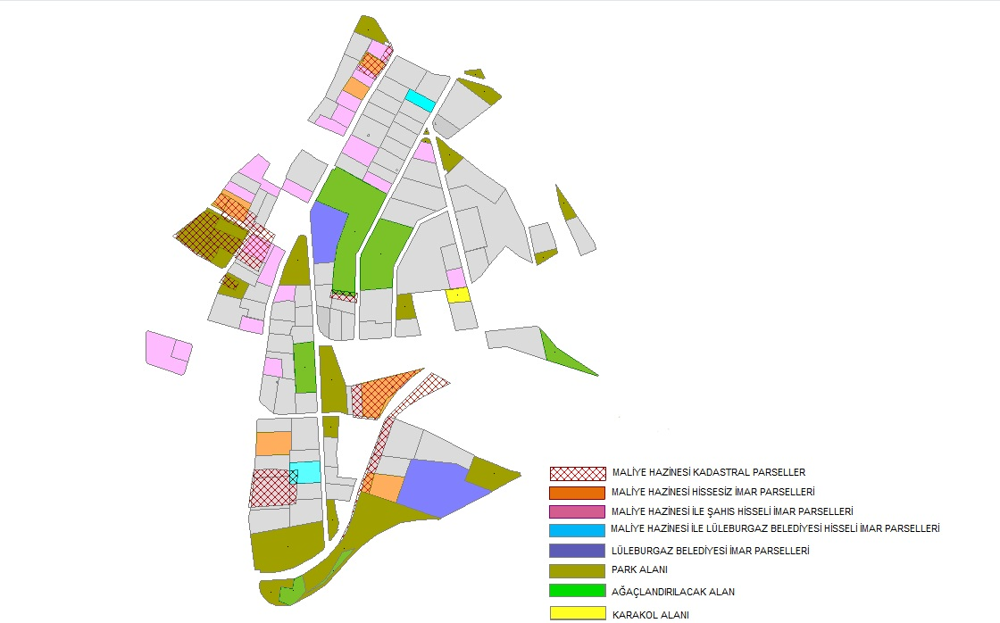 MALİYE HAZİNESİ KADASTRAL PARSELLER
MALİYE HAZİNESİ HİSSESİZ İMAR PARSELLERİ
MALİYE HAZİNESİ İLE ŞAHIS HİSSELİ İMAR PARSELLERİ
MALİYE HAZİNESİ İLE LÜLEBURGAZ BELEDİYESİ HİSSELİ İMAR PARSELLERİ
LÜLEBURGAZ BELEDİYESİ İMAR PARSELLERİ
PARK ALANI
AĞAÇLANDIRILACAK ALAN
KARAKOL ALANI